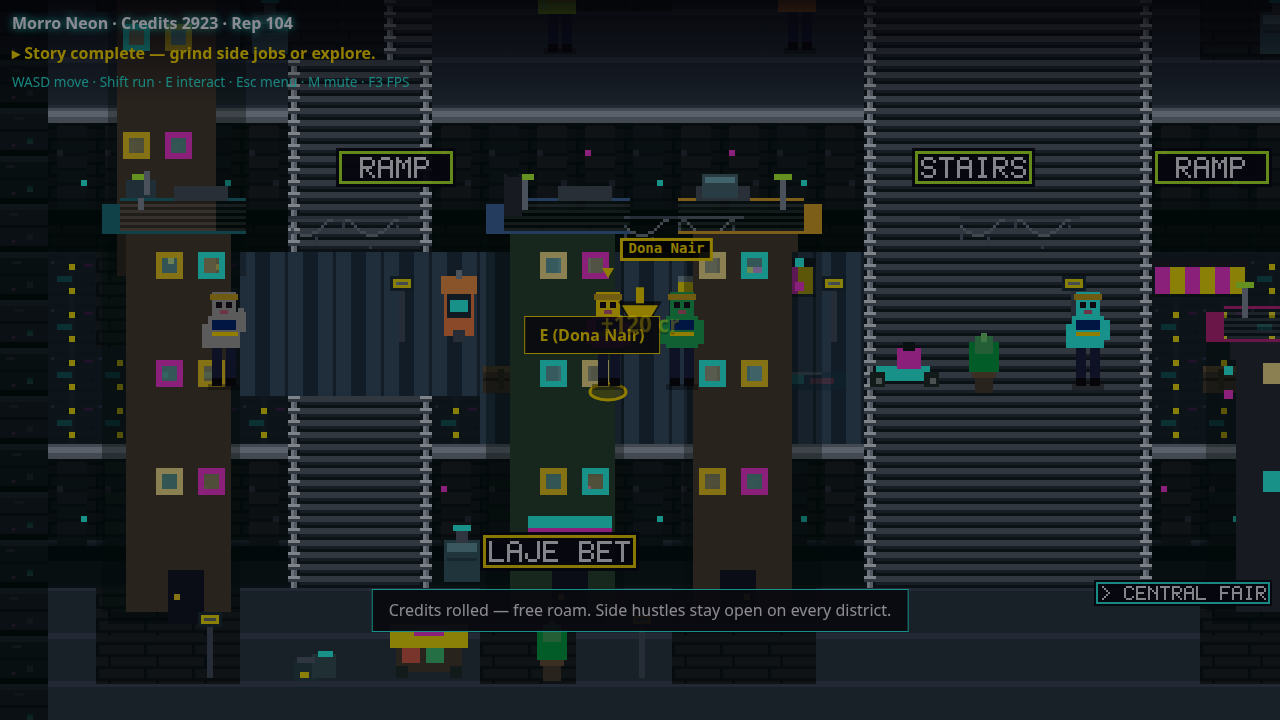 Morro Neon · Credits 2923 · Rep 104
▸ Story complete — grind side jobs or explore.
WASD move · Shift run · E interact · Esc menu · M mute · F3 FPS
RAMP
STAIRS
RAMP
Dona Nair
+120 cr
E (Dona Nair)
LAJE BET
> CENTRAL FAIR
Credits rolled — free roam. Side hustles stay open on every district.